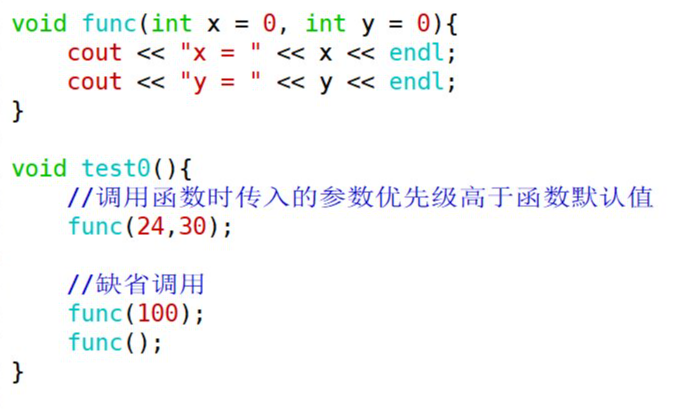 void func(int x = 0, int y = 0){
    cout << "x = " << x << endl;
    cout << "y = " << y << endl;
}

void test0(){
    //调用函数时传入的参数优先级高于函数默认值
    func(24,30);

    //缺省调用
    func(100);
    func();
}